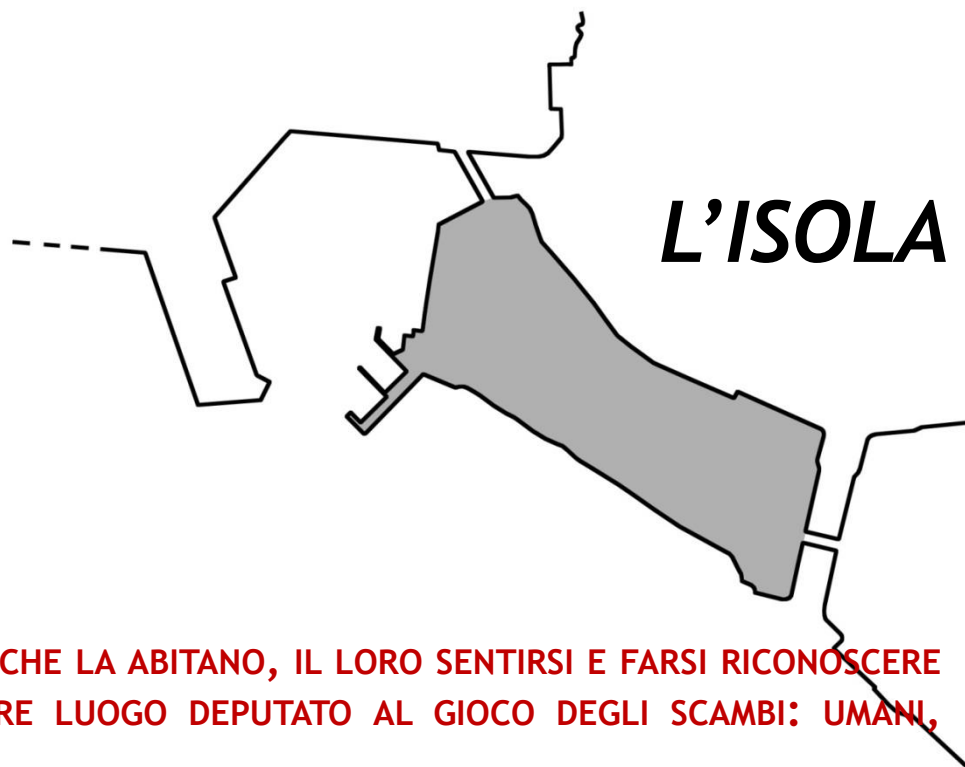 L’ISOLA
CHE LA ABITANO, IL LORO SENTIRSI E FARSI RICONOSCERE
RE LUOGO DEPUTATO AL GIOCO DEGLI SCAMBI: UMANI,